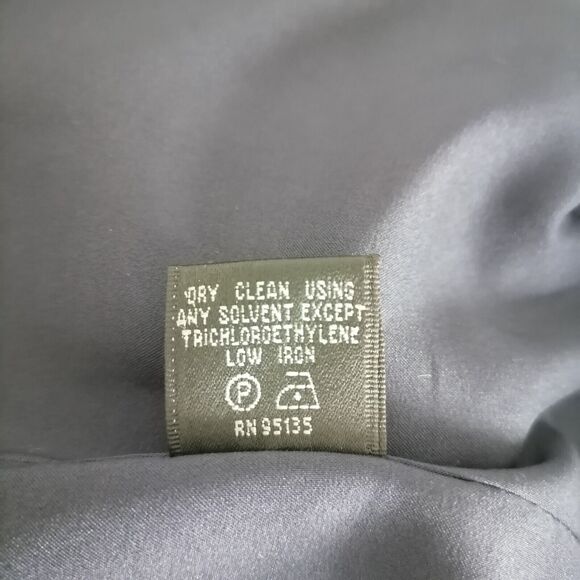 DRY CLEAN USING
ANY SOLVENT EXCEPT
TRICHLOROETHYLENE
LOW IRON
P
RN 95135